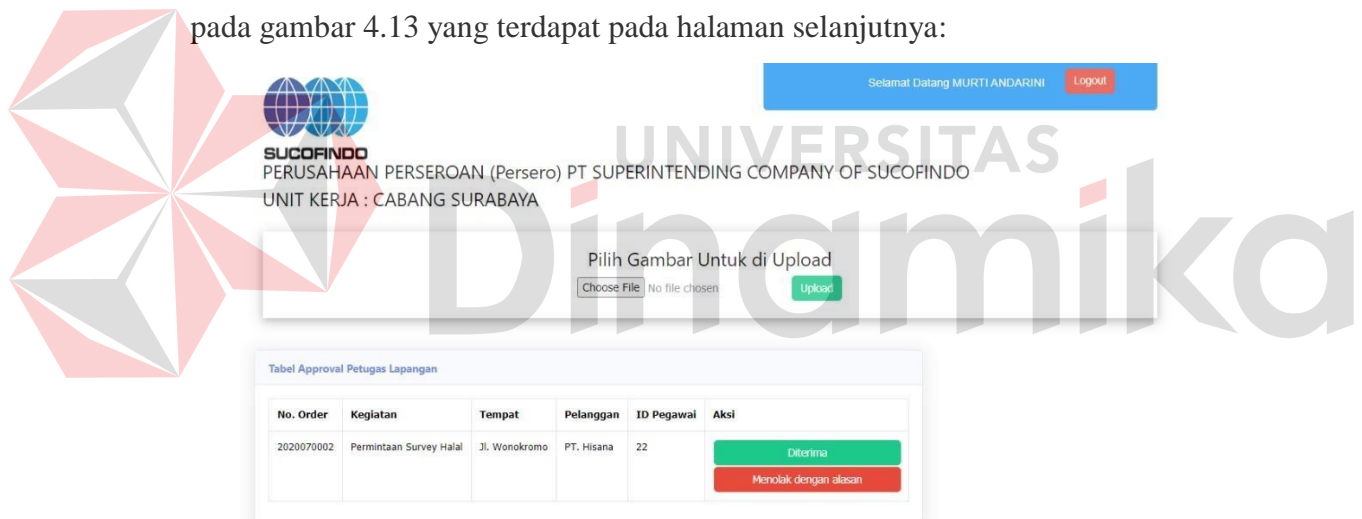 pada gambar 4.13 yang terdapat pada halaman selanjutnya:
Selamat Datang MURTI ANDARINI Logout
SUCOFINDO
UNIVERSITAS
PERUSAHAAN PERSEROAN (Persero) PT SUPERINTENDING COMPANY OF SUCOFINDO
UNIT KERJA : CABANG SURABAYA
Dinamika
Pilih Gambar Untuk di Upload
Choose File No file chosen Upload
Tabel Approval Petugas Lapangan
No. Order Kegiatan Tempat Pelanggan ID Pegawai Aksi
2020070002 Permintaan Survey Halal Jl. Wonokromo PT. Hisana 22 Diterima
Menolak dengan alasan